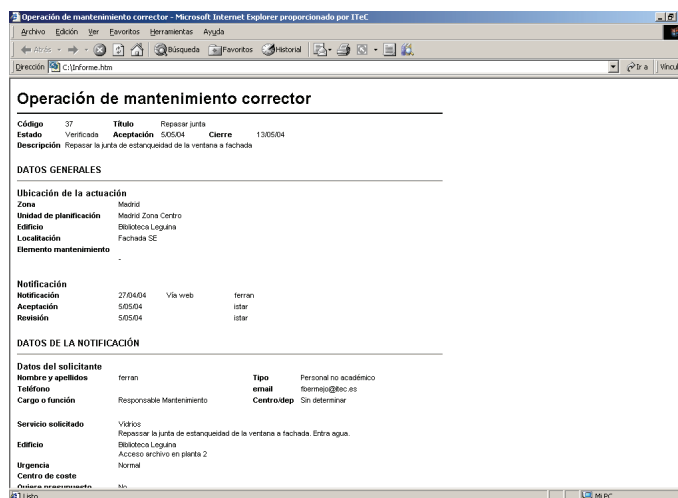 Operación de mantenimiento corrector - Microsoft Internet Explorer proporcionado por ITeC
Archivo Edición Ver Favoritos Herramientas Ayuda
Atrás Búsqueda Favoritos Historial
Dirección C:\Informe.htm Ir a Víncul
Operación de mantenimiento corrector
Código 37 Título Repasar junta
Estado Verificada Aceptación 5/05/04 Cierre 13/05/04
Descripción Repasar la junta de estanqueidad de la ventana a fachada
DATOS GENERALES
Ubicación de la actuación
Zona Madrid
Unidad de planificación Madrid Zona Centro
Edificio Biblioteca Leguina
Localitación Fachada SE
Elemento mantenimiento
-
Notificación
Notificación 27/04/04 Vía web ferran
Aceptación 5/05/04 istar
Revisión 5/05/04 istar
DATOS DE LA NOTIFICACIÓN
Datos del solicitante
Nombre y apellidos ferran Tipo Personal no académico
Teléfono email fbermejo@itec.es
Cargo o función Responsable Mantenimiento Centro/dep Sin determinar
Servicio solicitado Vidrios
Repassar la junta de estanqueidad de la ventana a fachada. Entra agua.
Edificio Biblioteca Leguina
Acceso archivo en planta 2
Urgencia Normal
Centro de coste
Quiere presupuesto No
Listo Mi PC